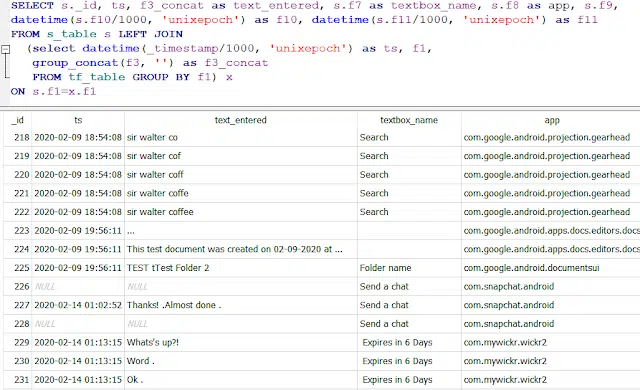 SELECT s._id, ts, f3_concat as text_entered, s.f7 as textbox_name, s.f8 as app, s.f9,
datetime(s.f10/1000, 'unixepoch') as f10, datetime(s.f11/1000, 'unixepoch') as f11
FROM s_table s LEFT JOIN
(select datetime(_timestamp/1000, 'unixepoch') as ts, f1,
group_concat(f3, '') as f3_concat
FROM tf_table GROUP BY f1) x
ON s.f1=x.f1
_id ts text_entered textbox_name app
218 2020-02-09 18:54:08 sir walter co Search com.google.android.projection.gearhead
219 2020-02-09 18:54:08 sir walter cof Search com.google.android.projection.gearhead
220 2020-02-09 18:54:08 sir walter coff Search com.google.android.projection.gearhead
221 2020-02-09 18:54:08 sir walter coffe Search com.google.android.projection.gearhead
222 2020-02-09 18:54:08 sir walter coffee Search com.google.android.projection.gearhead
223 2020-02-09 19:56:11 ... com.google.android.apps.docs.editors.docs
224 2020-02-09 19:56:11 This test document was created on 02-09-2020 at ... com.google.android.apps.docs.editors.docs
225 2020-02-09 19:56:11 TEST tTest Folder 2 Folder name com.google.android.documentsui
226 NULL NULL Send a chat com.snapchat.android
227 2020-02-14 01:02:52 Thanks! .Almost done . Send a chat com.snapchat.android
228 NULL NULL Send a chat com.snapchat.android
229 2020-02-14 01:13:15 Whats's up?! Expires in 6 Days com.mywickr.wickr2
230 2020-02-14 01:13:15 Word . Expires in 6 Days com.mywickr.wickr2
231 2020-02-14 01:13:15 Ok . Expires in 6 Days com.mywickr.wickr2